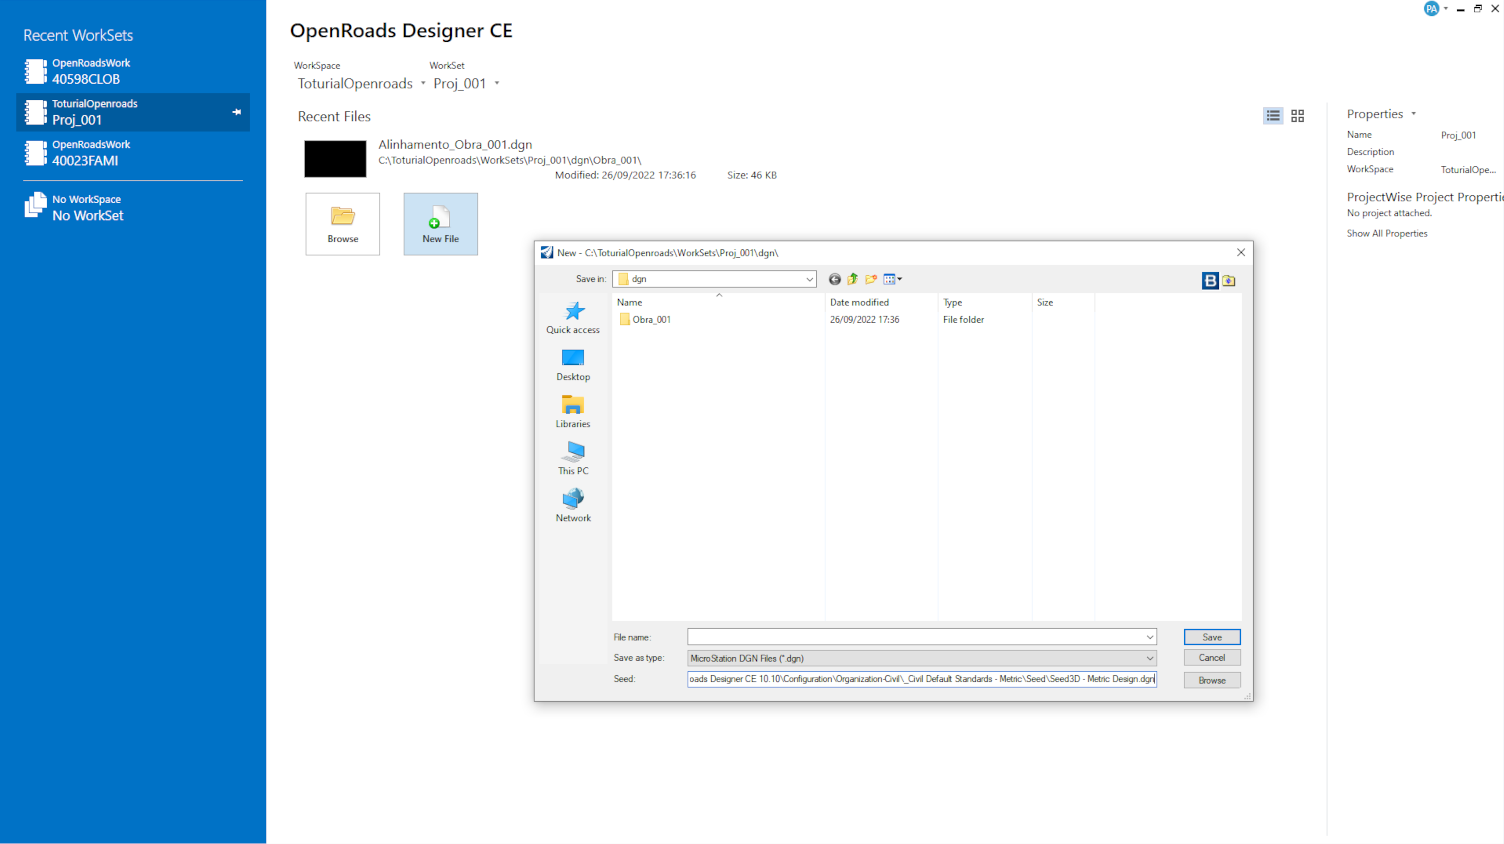 PA
Recent WorkSets
OpenRoadsWork
40598CLOB
ToturialOpenroads
Proj_001
OpenRoadsWork
40023FAMI
No WorkSpace
No WorkSet
OpenRoads Designer CE
WorkSpace WorkSet
ToturialOpenroads Proj_001
Recent Files
Alinhamento_Obra_001.dgn
C:\ToturialOpenroads\WorkSets\Proj_001\dgn\Obra_001\
Modified: 26/09/2022 17:36:16 Size: 46 KB
Browse
New File
Properties
Name Proj_001
Description
WorkSpace ToturialOpe...
ProjectWise Project Properti
No project attached.
Show All Properties
New - C:\ToturialOpenroads\WorkSets\Proj_001\dgn\
Save in: dgn
B
Quick access
Desktop
Libraries
This PC
Network
Name Date modified Type Size
Obra_001 26/09/2022 17:36 File folder
File name: Save
Save as type: MicroStation DGN Files (*.dgn) Cancel
Seed: oads Designer CE 10.10\Configuration\Organization-Civil\_Civil Default Standards - Metric\Seed\Seed3D - Metric Design.dgn Browse